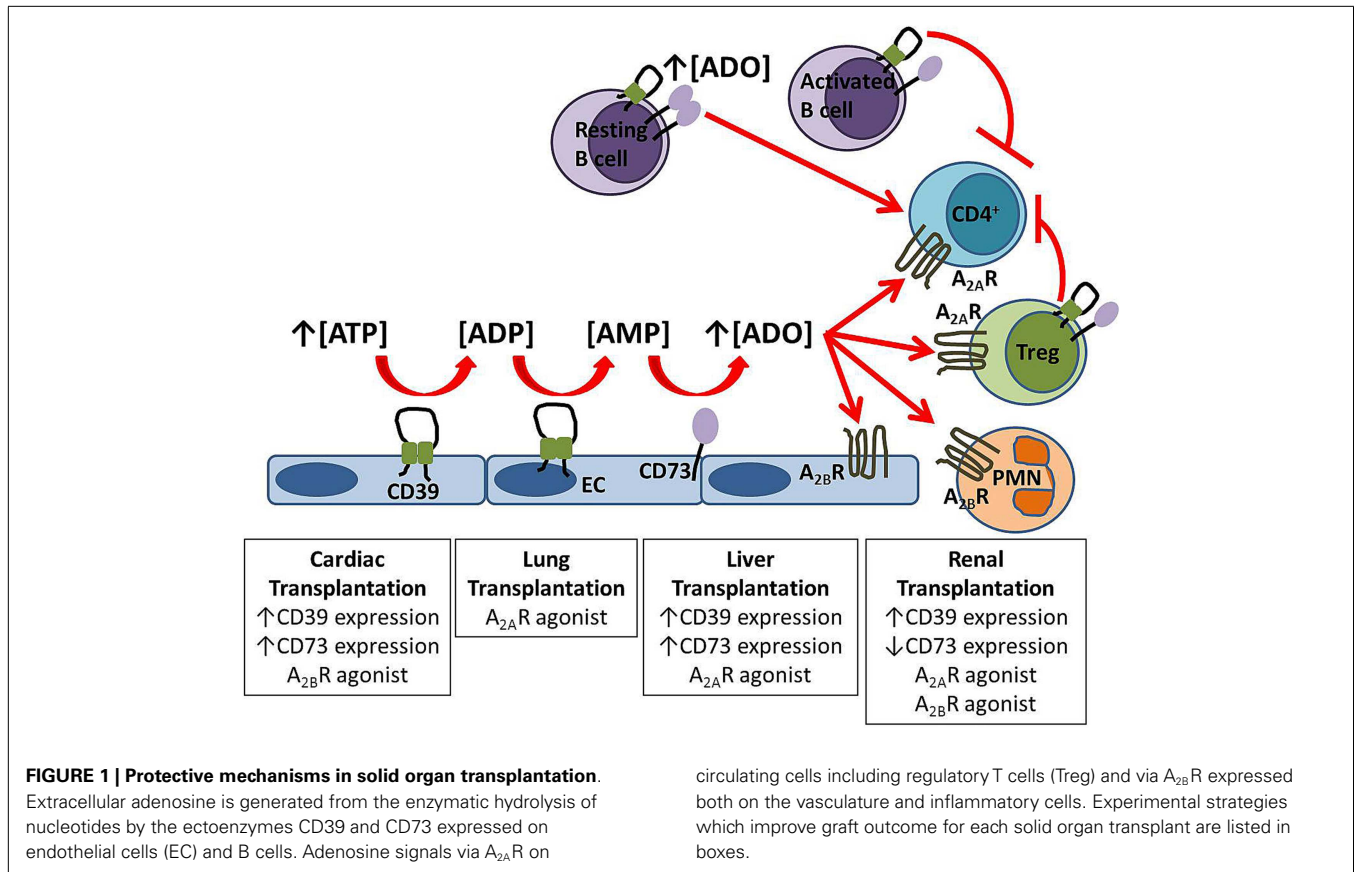 ↑[ADO]
Resting
B cell
Activated
B cell
CD4⁺
A₂ₐR
A₂ₐR
Treg
↑[ATP]
[ADP]
[AMP]
↑[ADO]
CD39
EC
CD73
A₂ʙR
A₂ʙR
PMN
Cardiac
Transplantation
↑CD39 expression
↑CD73 expression
A₂ʙR agonist
Lung
Transplantation
A₂ₐR agonist
Liver
Transplantation
↑CD39 expression
↑CD73 expression
A₂ₐR agonist
Renal
Transplantation
↑CD39 expression
↓CD73 expression
A₂ₐR agonist
A₂ʙR agonist
FIGURE 1 | Protective mechanisms in solid organ transplantation.
Extracellular adenosine is generated from the enzymatic hydrolysis of
nucleotides by the ectoenzymes CD39 and CD73 expressed on
endothelial cells (EC) and B cells. Adenosine signals via A₂ₐR on
circulating cells including regulatory T cells (Treg) and via A₂ʙR expressed
both on the vasculature and inflammatory cells. Experimental strategies
which improve graft outcome for each solid organ transplant are listed in
boxes.